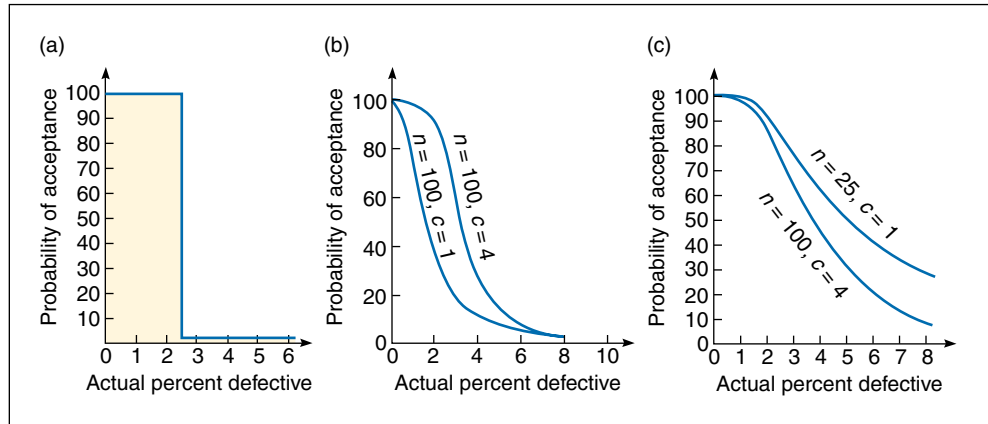 (a)
Probability of acceptance
100
90
80
70
60
50
40
30
20
10
0 1 2 3 4 5 6
Actual percent defective
(b)
Probability of acceptance
100
80
60
40
20
0
n = 100, c = 1
n = 100, c = 4
0 2 4 6 8 10
Actual percent defective
(c)
Probability of acceptance
100
90
80
70
60
50
40
30
20
10
0
n = 25, c = 1
n = 100, c = 4
0 1 2 3 4 5 6 7 8
Actual percent defective